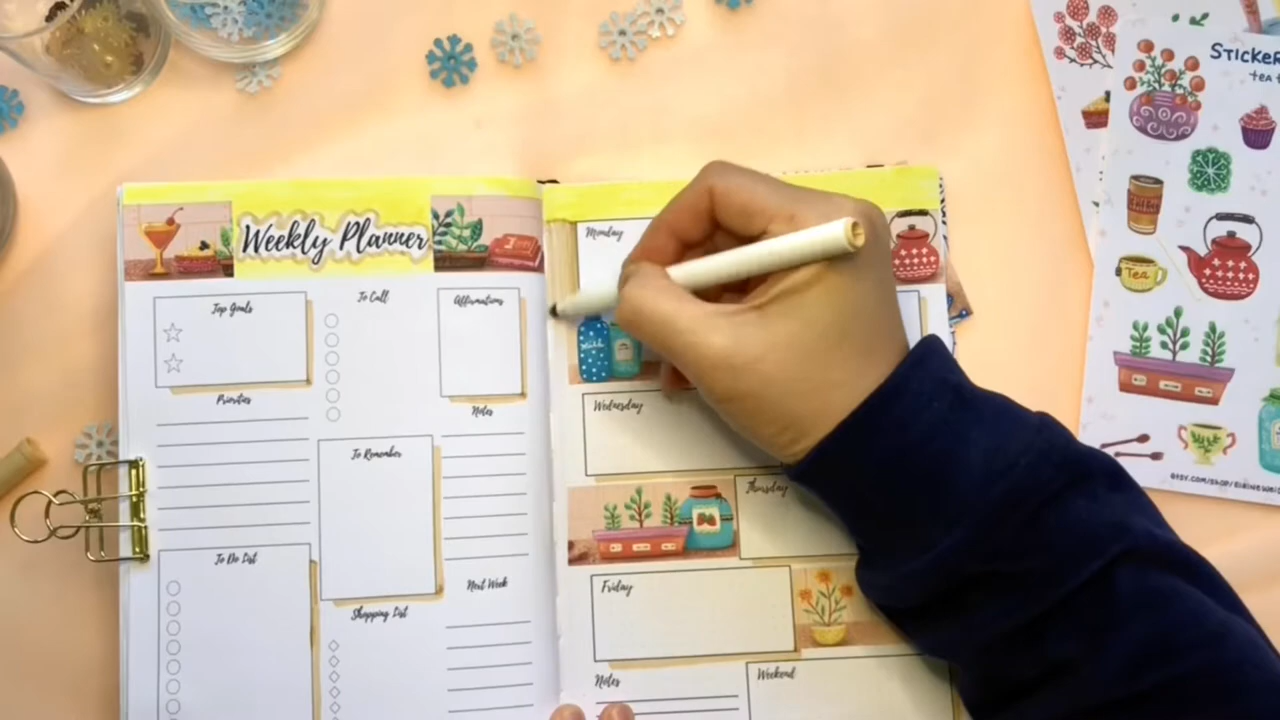 Weekly Planner
Top Goals
To Call
Affirmations
Priorities
Notes
To Remember
To Do List
Next Week
Shopping List
Monday
Milk
Wednesday
Thursday
Friday
Notes
Weekend
Sticker
tea
Tea